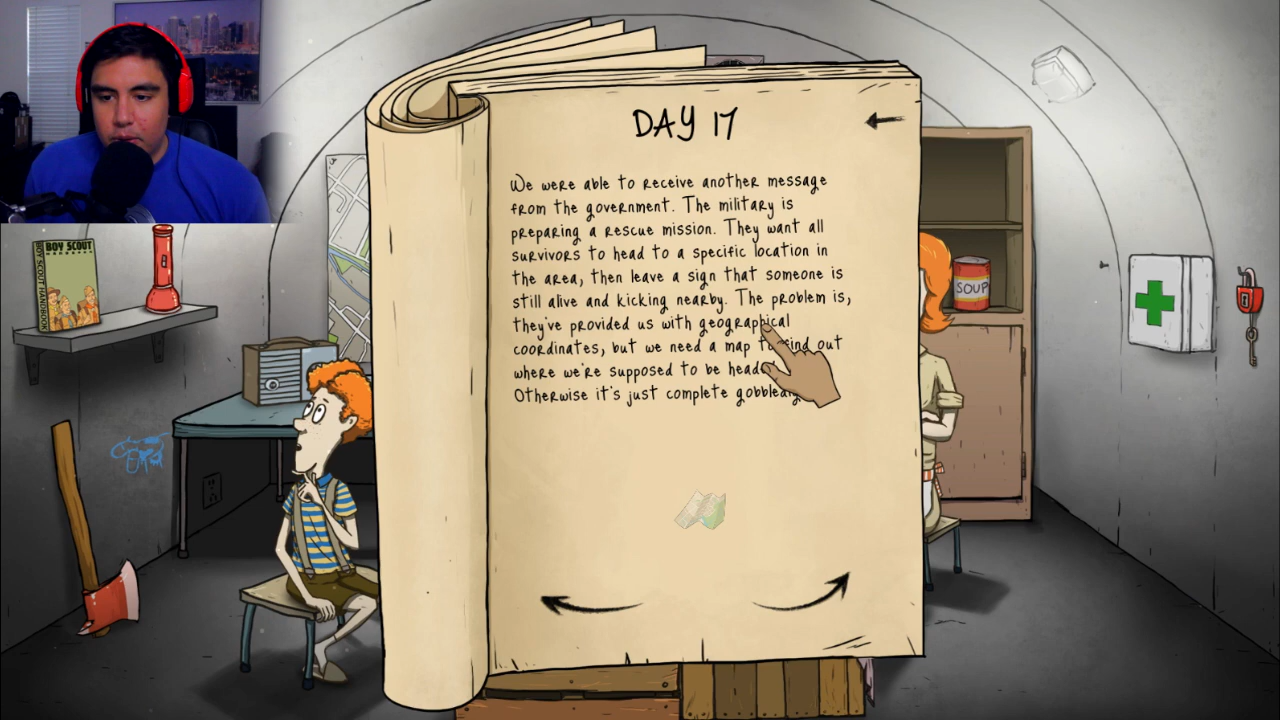 DAY 17
We were able to receive another message
from the government. The military is
preparing a rescue mission. They want all
survivors to head to a specific location in
the area, then leave a sign that someone is
still alive and kicking nearby. The problem is,
they've provided us with geographical
coordinates, but we need a map to find out
where we're supposed to be
Otherwise it's just complete
BOY SCOUT
BOY SCOUT HANDBOOK
SOUP